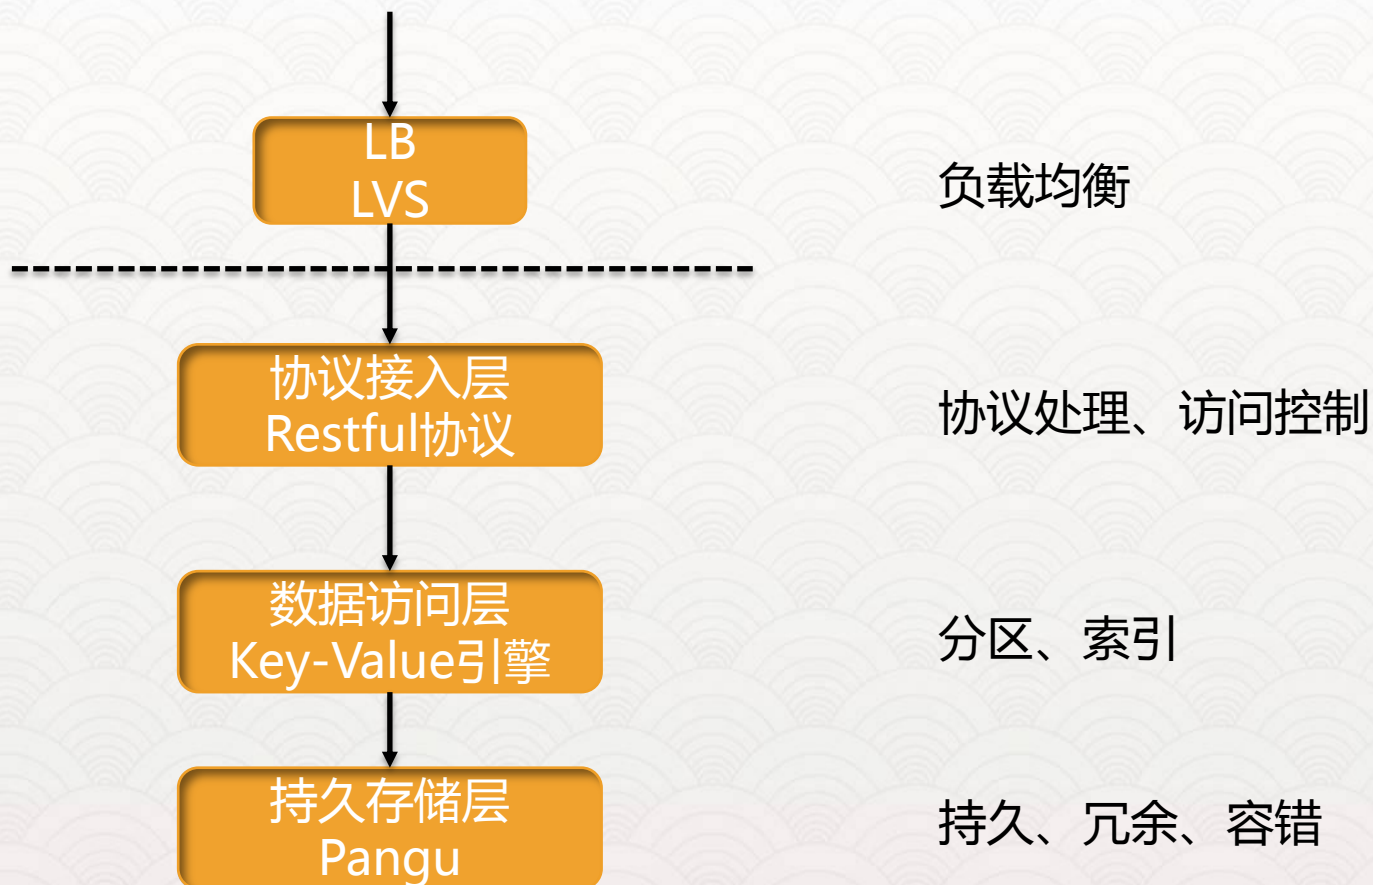 LB
LVS
负载均衡
协议接入层
Restful协议
协议处理、访问控制
数据访问层
Key-Value引擎
分区、索引
持久存储层
Pangu
持久、冗余、容错